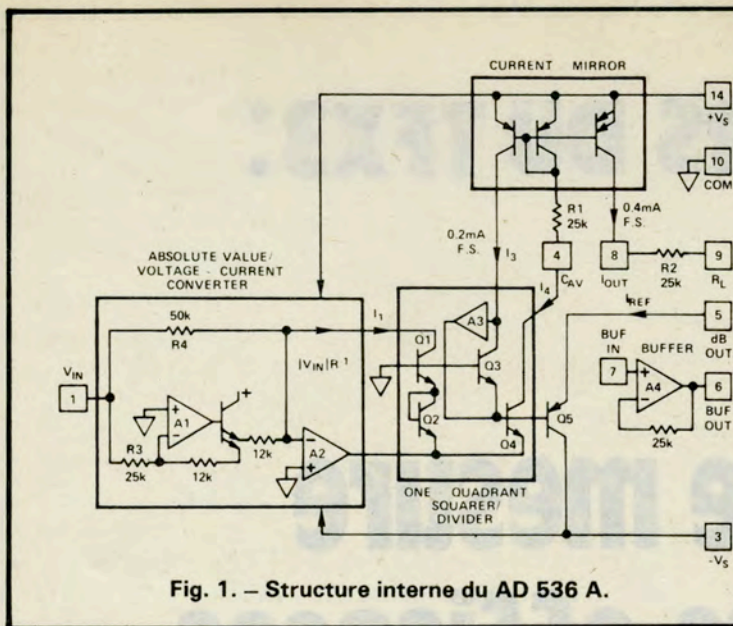 CURRENT MIRROR
14
+VS
10
COM
R1
25k
0.4mA
F.S.
0.2mA
F.S.
I3
4
CAV
8
IOUT
R2
25k
9
RL
ABSOLUTE VALUE/
VOLTAGE - CURRENT
CONVERTER
I4
IREF
5
dB
OUT
50k
R4
I1
A3
Q1
|VIN|R-1
Q3
BUF
IN
BUFFER
7
A4
6
BUF
OUT
VIN
1
A1
+
Q2
Q4
Q5
25k
R3
25k
12k
12k
A2
ONE - QUADRANT
SQUARER/
DIVIDER
3
-VS
Fig. 1. – Structure interne du AD 536 A.